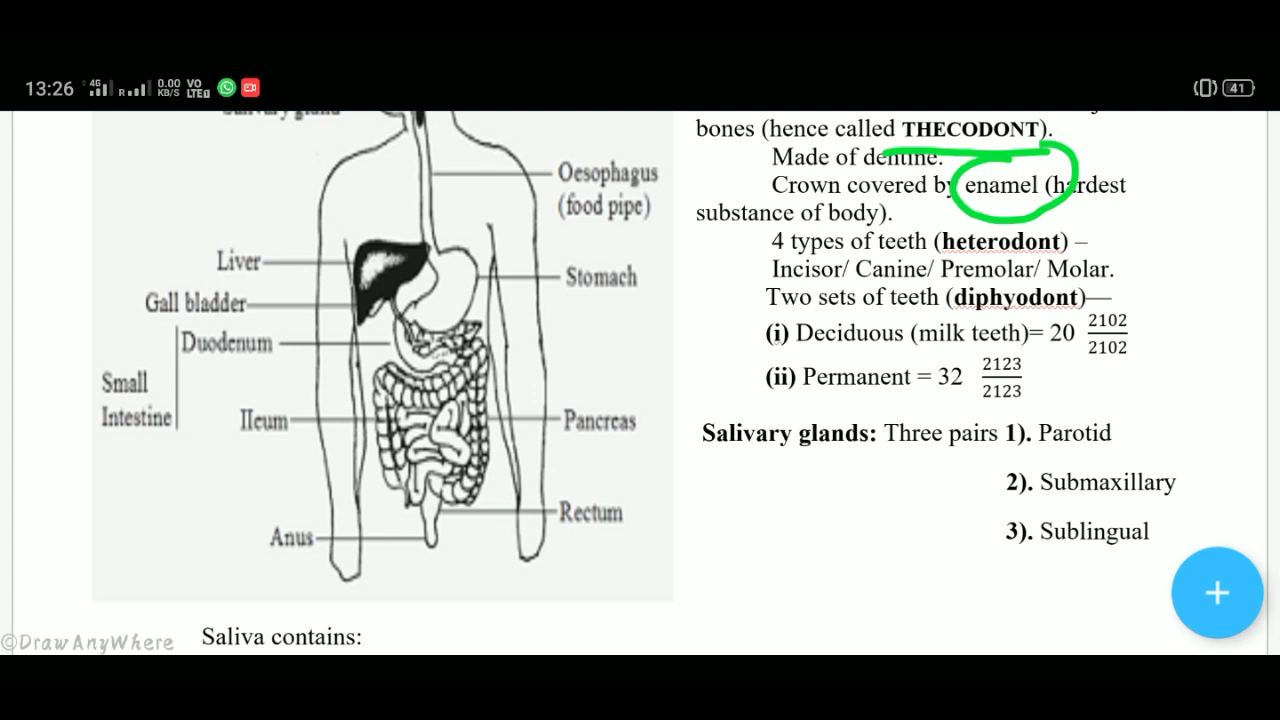 13:26 4G R 0.00 KB/S VO LTE 41
Salivary gland
Oesophagus
(food pipe)
Liver
Stomach
Gall bladder
Duodenum
Small
Intestine
Ileum
Pancreas
Rectum
Anus
bones (hence called THECODONT).
Made of dentine.
Crown covered by enamel (hardest
substance of body).
4 types of teeth (heterodont) –
Incisor/ Canine/ Premolar/ Molar.
Two sets of teeth (diphyodont)—
(i) Deciduous (milk teeth)= 20 2102/2102
(ii) Permanent = 32 2123/2123
Salivary glands: Three pairs 1). Parotid
2). Submaxillary
3). Sublingual
+
©DrawAnyWhere
Saliva contains: